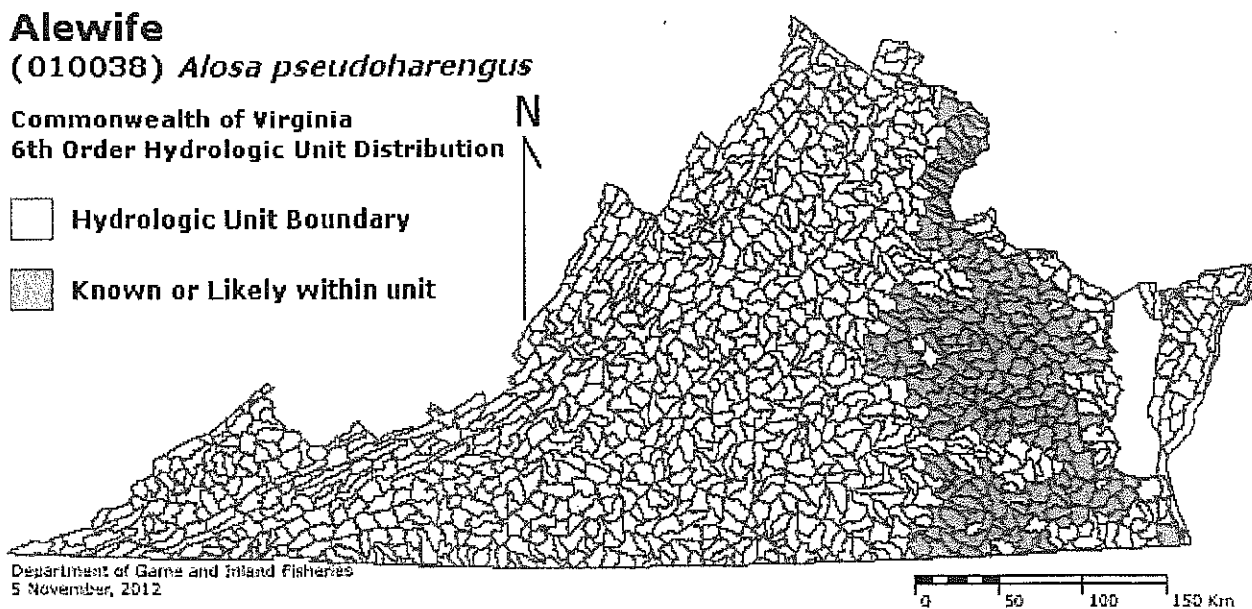 Alewife
(010038) Alosa pseudoharengus
Commonwealth of Virginia
6th Order Hydrologic Unit Distribution
N
Hydrologic Unit Boundary
Known or Likely within unit
Department of Game and Inland Fisheries
5 November, 2012
0 50 100 150 Km